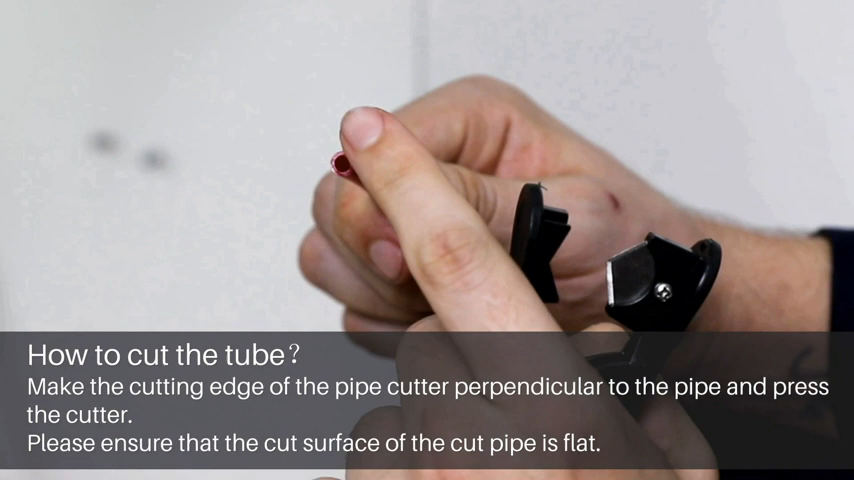 How to cut the tube？
Make the cutting edge of the pipe cutter perpendicular to the pipe and press
the cutter.
Please ensure that the cut surface of the cut pipe is flat.